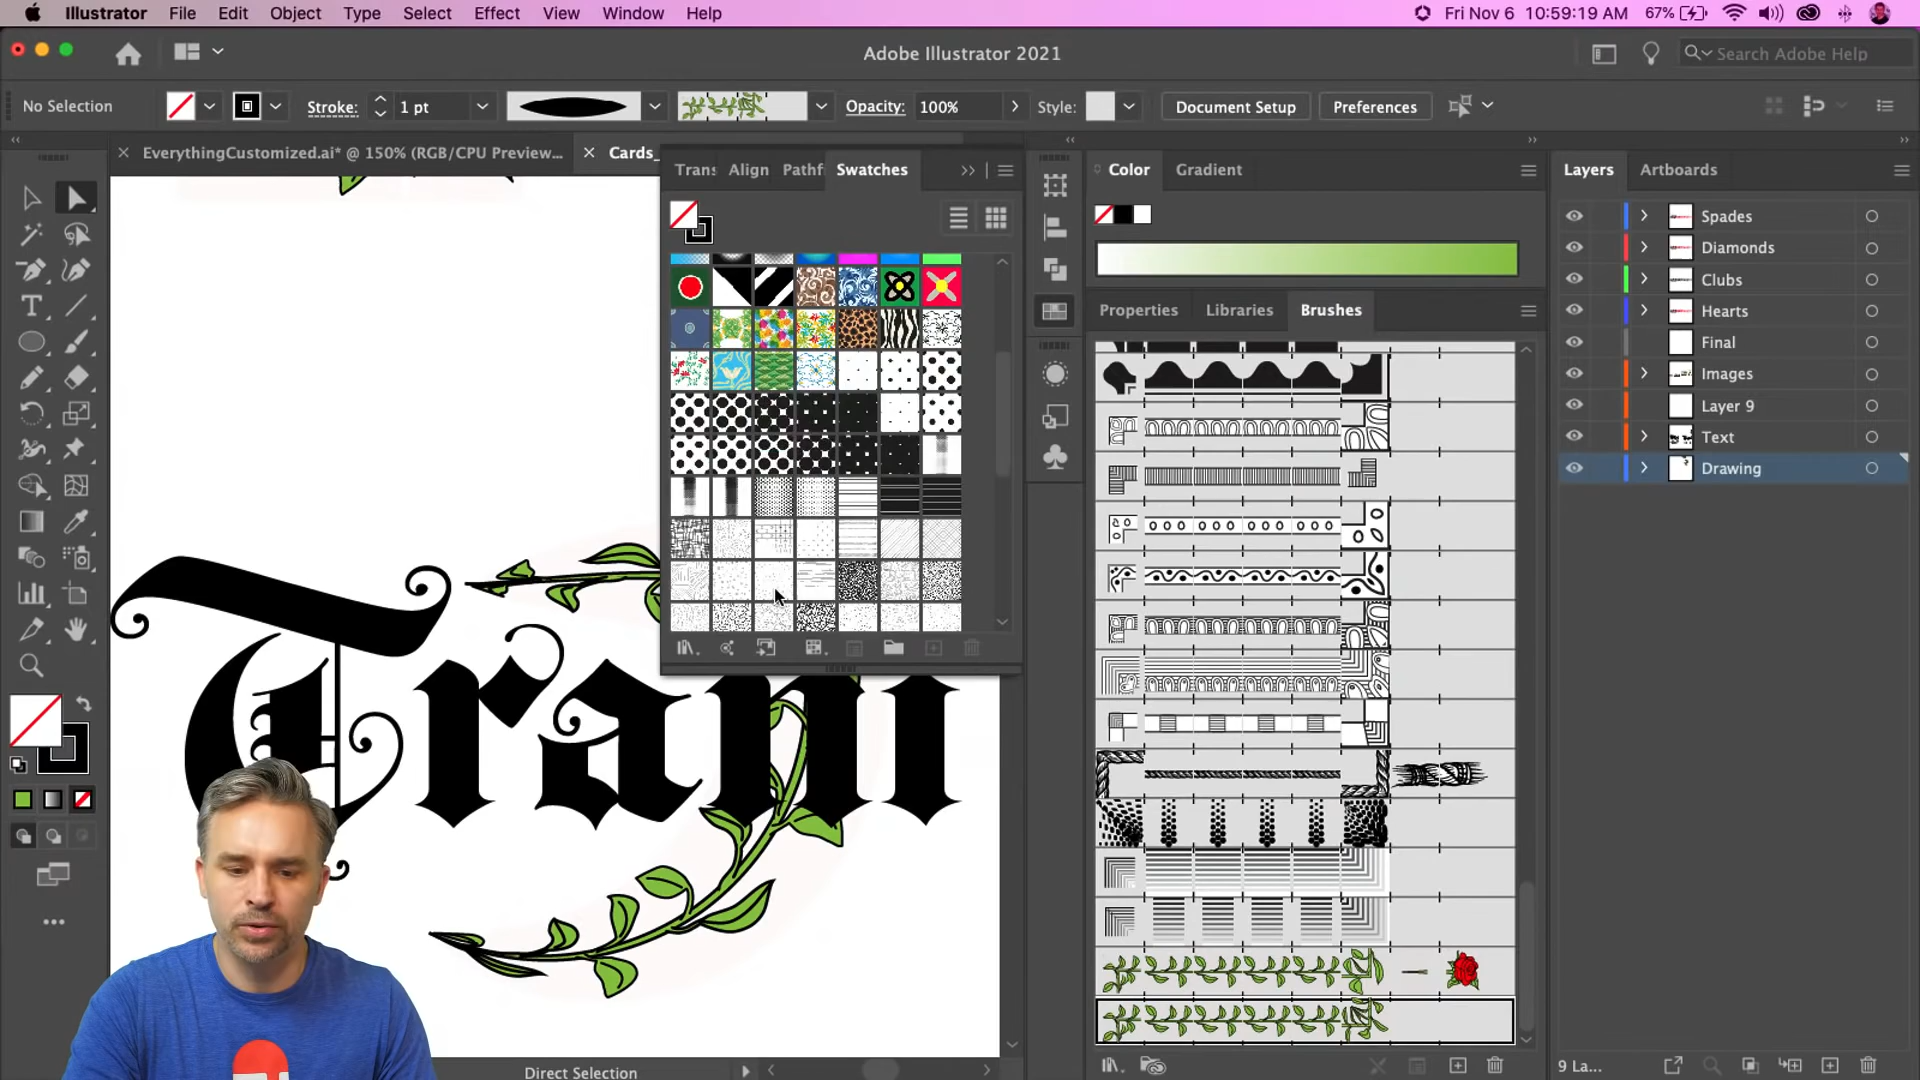 Illustrator File Edit Object Type Select Effect View Window Help
Fri Nov 6 10:59:19 AM 67%
Adobe Illustrator 2021
Search Adobe Help
No Selection Stroke: 1 pt Opacity: 100% Style: Document Setup Preferences
EverythingCustomized.ai* @ 150% (RGB/CPU Preview...
Cards_
Trans Align Pathf Swatches
Color Gradient
Layers Artboards
Spades
Diamonds
Clubs
Hearts
Final
Images
Layer 9
Text
Drawing
Properties Libraries Brushes
Trani
Direct Selection
9 La...